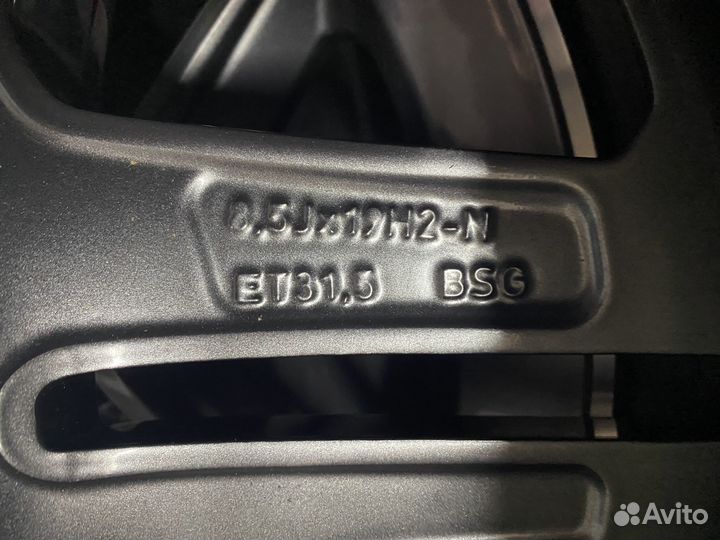 8,5Jx19H2-N
ET31,5 BSG
Avito